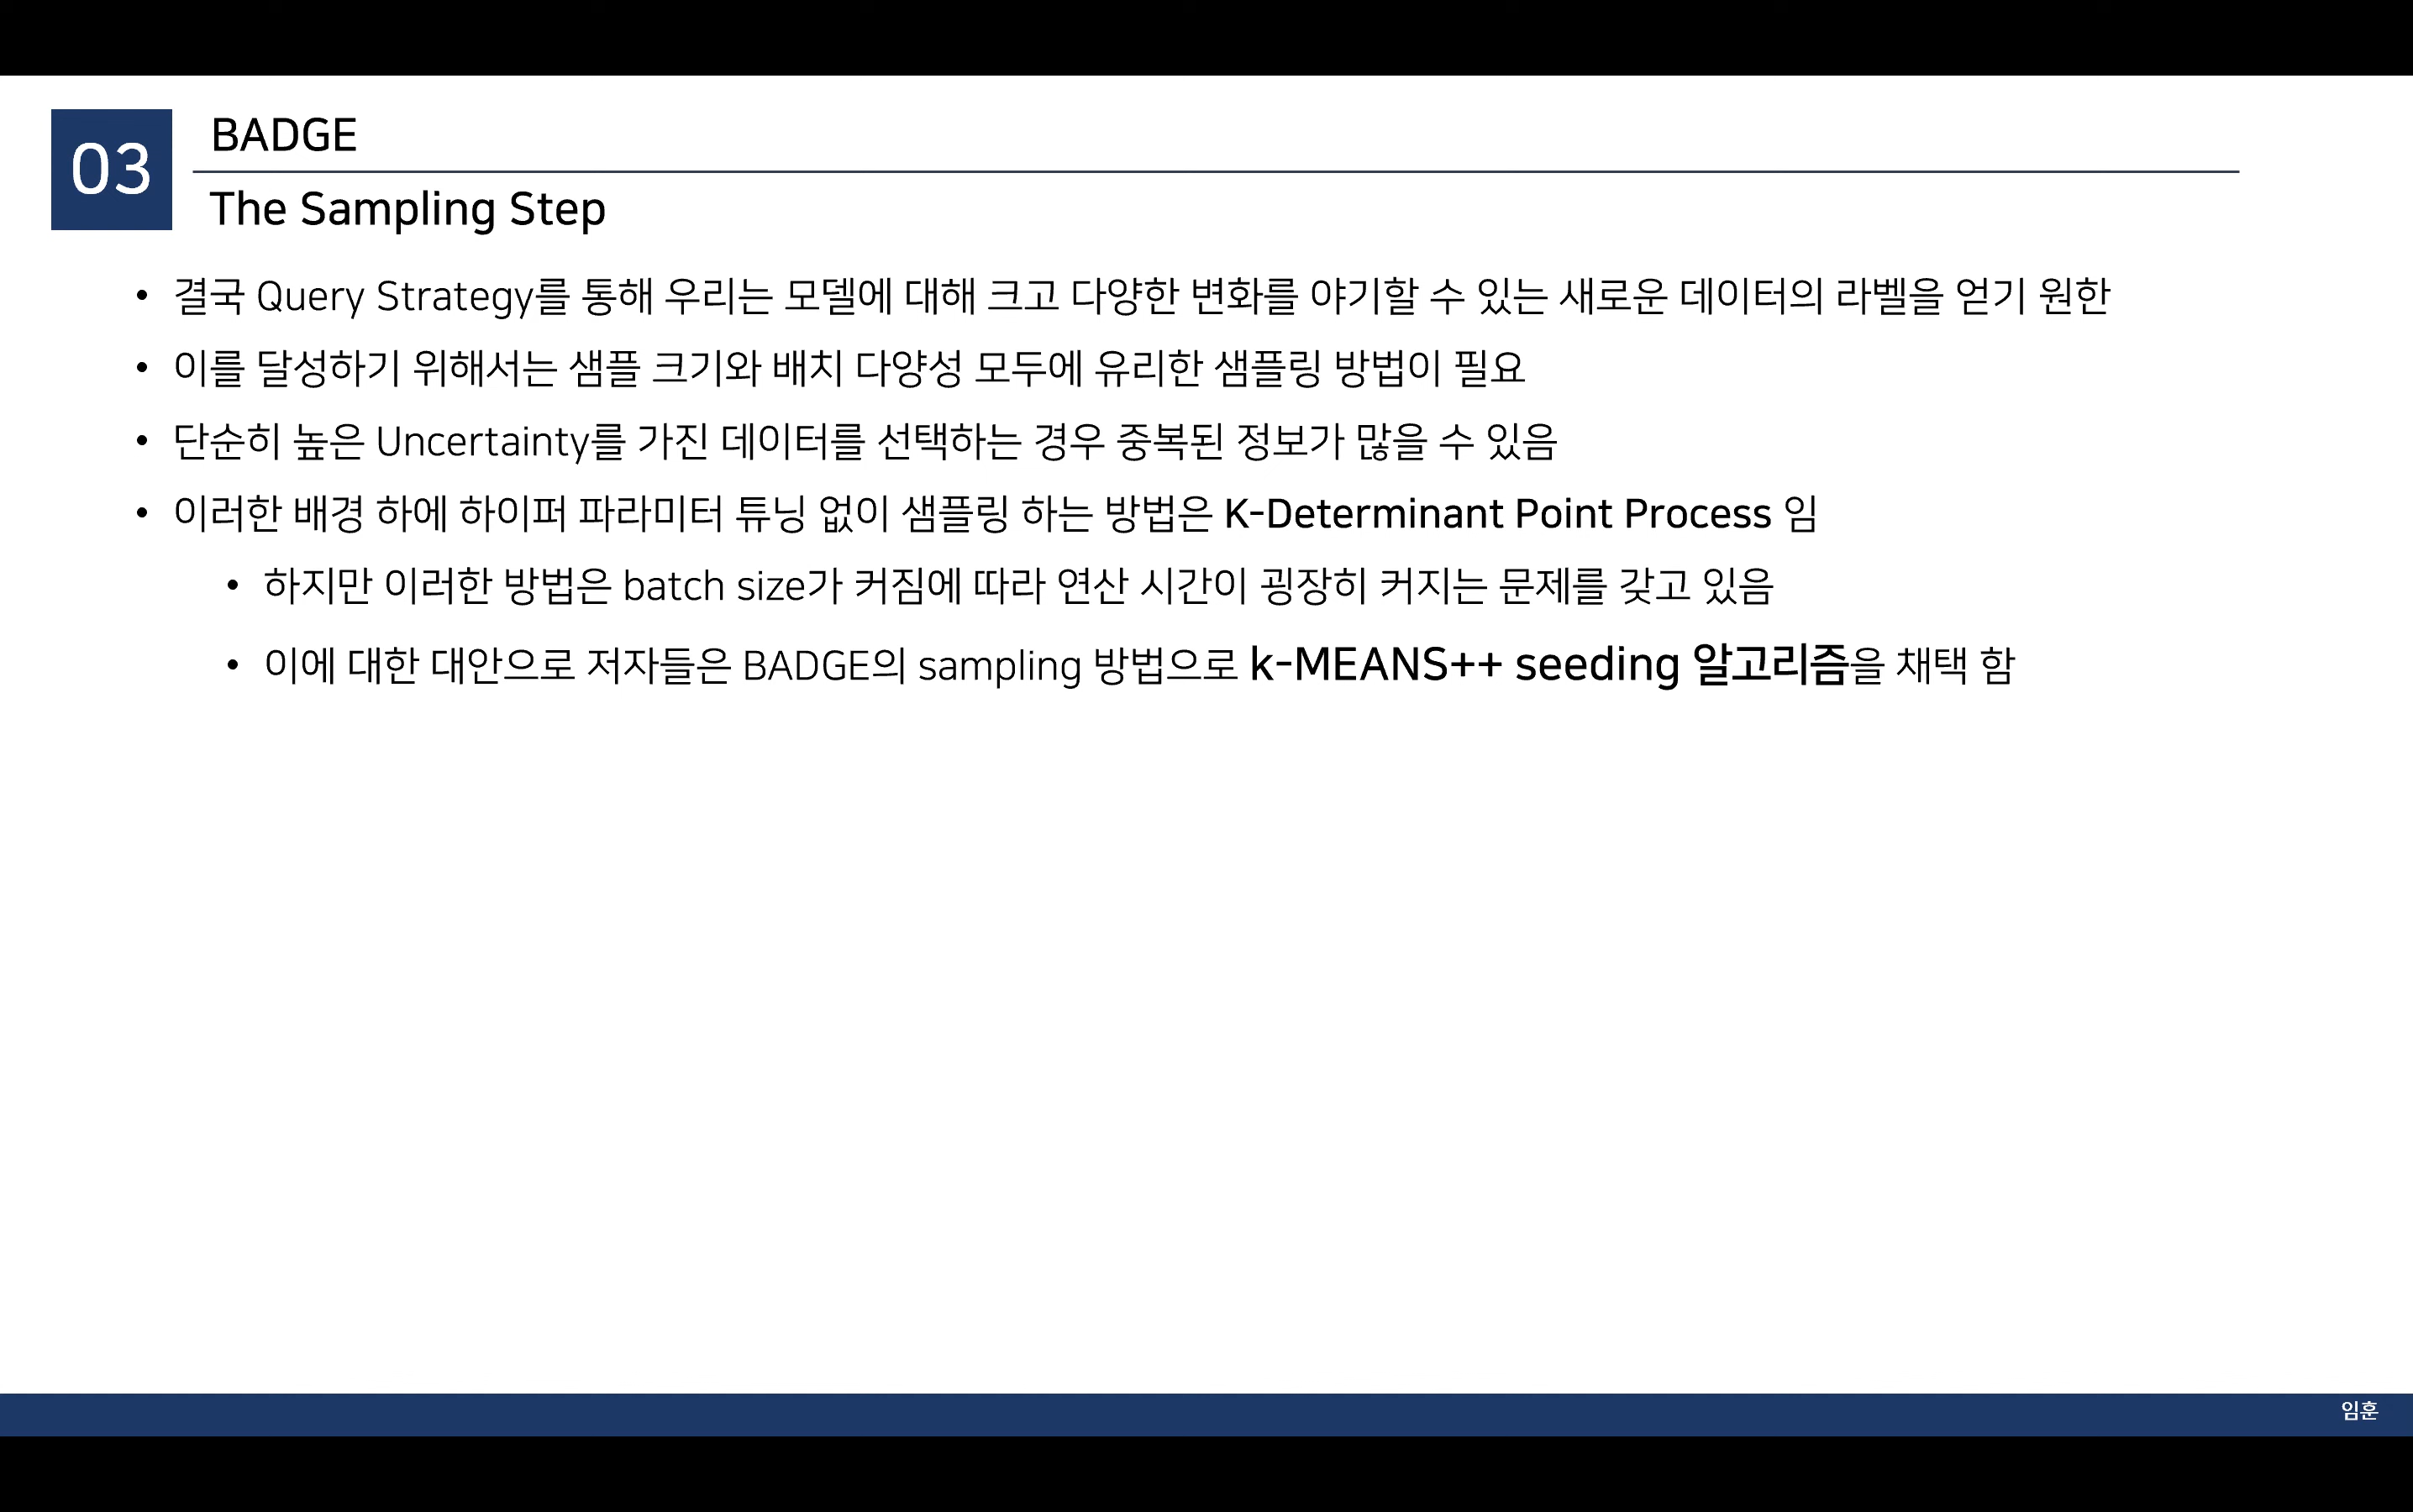 03
BADGE
The Sampling Step
• 결국 Query Strategy를 통해 우리는 모델에 대해 크고 다양한 변화를 야기할 수 있는 새로운 데이터의 라벨을 얻기 원한
• 이를 달성하기 위해서는 샘플 크기와 배치 다양성 모두에 유리한 샘플링 방법이 필요
• 단순히 높은 Uncertainty를 가진 데이터를 선택하는 경우 중복된 정보가 많을 수 있음
• 이러한 배경 하에 하이퍼 파라미터 튜닝 없이 샘플링 하는 방법은 K-Determinant Point Process 임
• 하지만 이러한 방법은 batch size가 커짐에 따라 연산 시간이 굉장히 커지는 문제를 갖고 있음
• 이에 대한 대안으로 저자들은 BADGE의 sampling 방법으로 k-MEANS++ seeding 알고리즘을 채택 함
임훈